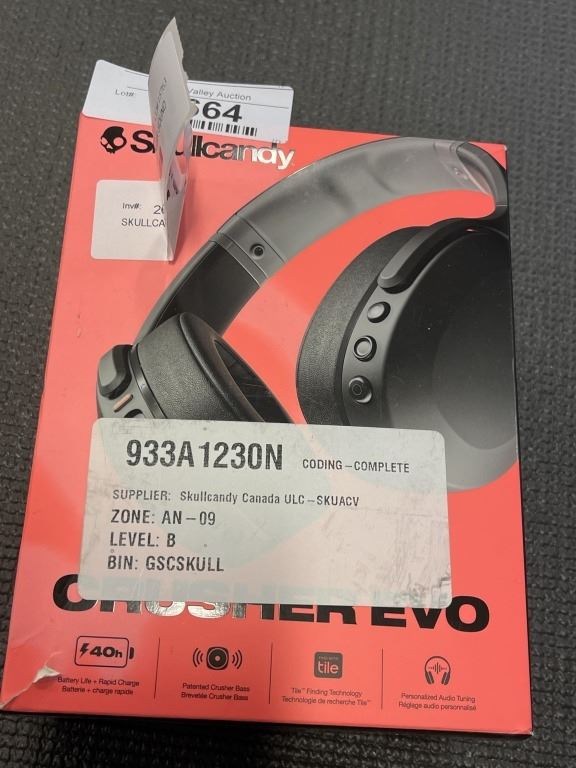 Lot#: Valley Auction
664
Skullcandy
Inv#: 26
SKULLCA
933A1230N CODING-COMPLETE
SUPPLIER: Skullcandy Canada ULC-SKUACV
ZONE: AN-09
LEVEL: B
BIN: GSCSKULL
CRUSHER EVO
40h
Battery Life + Rapid Charge
Batterie + charge rapide
Patented Crusher Bass
Brevetée Crusher Bass
tile
Tile™ Finding Technology
Technologie de recherche Tile™
Personalized Audio Tuning
Réglage audio personnalisé